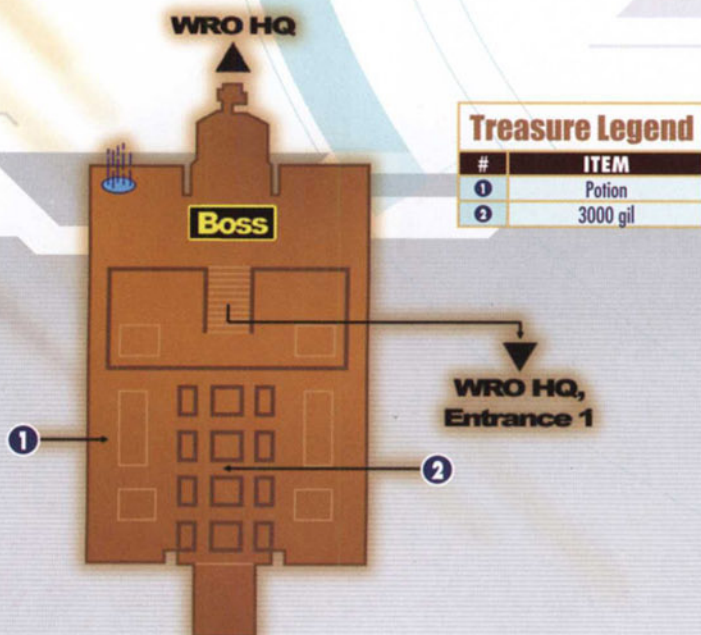 WRO HQ
Treasure Legend
# ITEM
1 Potion
2 3000 gil
Boss
WRO HQ,
Entrance 1
1
2